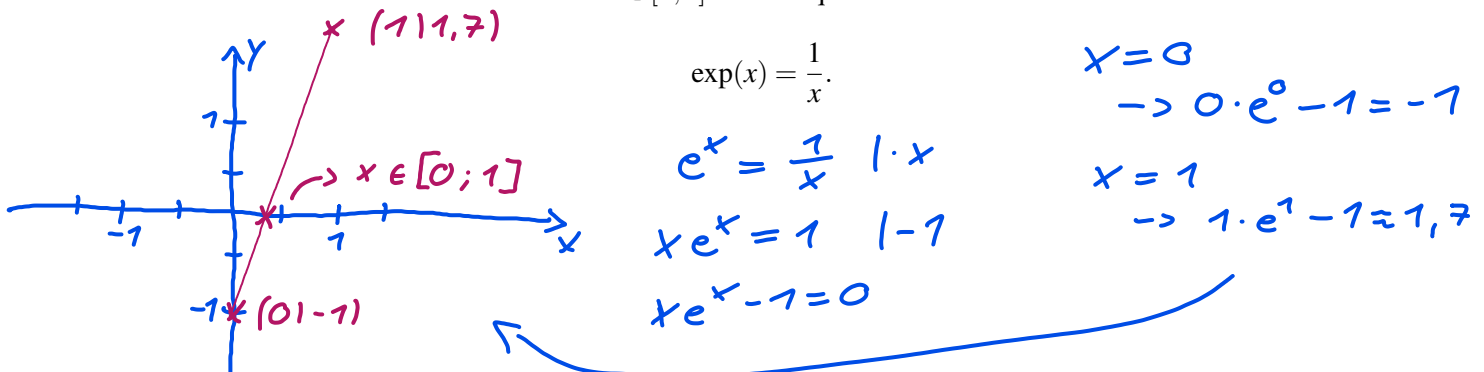 (1|1,7)
y
exp(x) = 1/x.
x = 0
-> 0·e^0 - 1 = -1
1
e^x = 1/x |·x
x ∈ [0; 1]
x = 1
-> 1·e^1 - 1 ≈ 1,7
-1
1
x
xe^x = 1 |-1
xe^x - 1 = 0
-1
(0|-1)